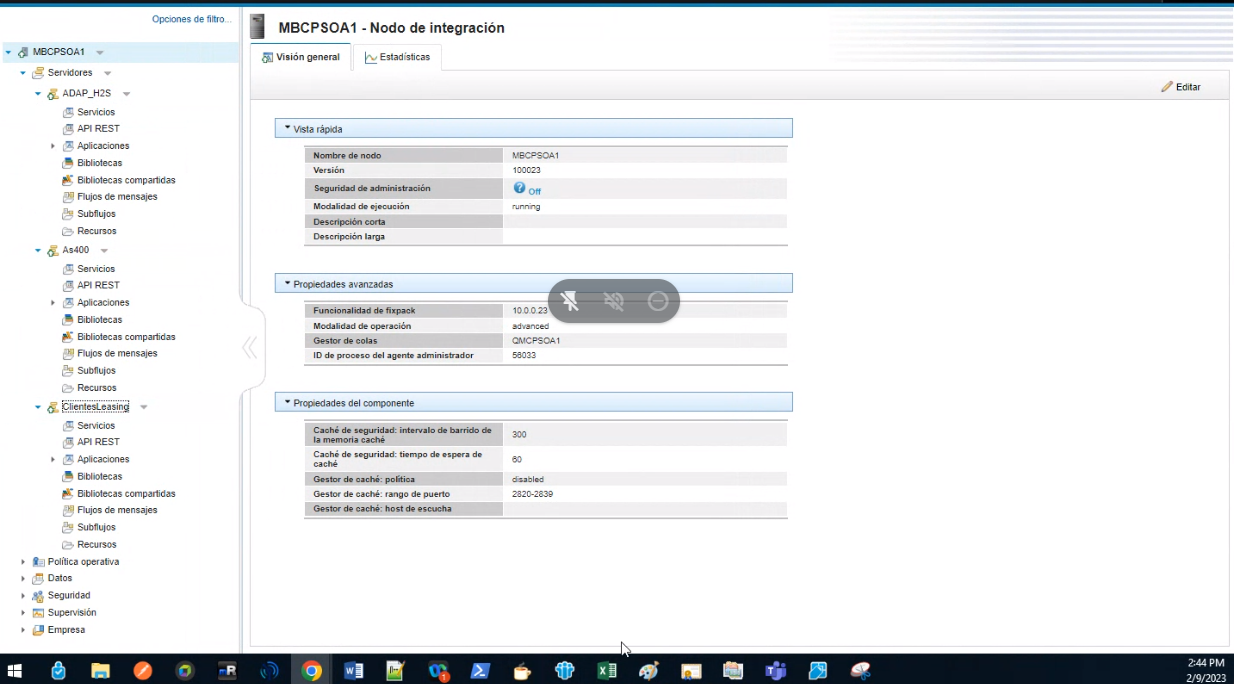 Opciones de filtro...
MBCPSOA1
Servidores
ADAP_H2S
Servicios
API REST
Aplicaciones
Bibliotecas
Bibliotecas compartidas
Flujos de mensajes
Subflujos
Recursos
As400
Servicios
API REST
Aplicaciones
Bibliotecas
Bibliotecas compartidas
Flujos de mensajes
Subflujos
Recursos
ClientesLeasing
Servicios
API REST
Aplicaciones
Bibliotecas
Bibliotecas compartidas
Flujos de mensajes
Subflujos
Recursos
Política operativa
Datos
Seguridad
Supervisión
Empresa
MBCPSOA1 - Nodo de integración
Visión general Estadísticas
Editar
Vista rápida
Nombre de nodo MBCPSOA1
Versión 100023
Seguridad de administración Off
Modalidad de ejecución running
Descripción corta
Descripción larga
Propiedades avanzadas
Funcionalidad de fixpack 10.0.0.23
Modalidad de operación advanced
Gestor de colas QMCPSOA1
ID de proceso del agente administrador 56033
Propiedades del componente
Caché de seguridad: intervalo de barrido de
la memoria caché 300
Caché de seguridad: tiempo de espera de
caché 60
Gestor de caché: política disabled
Gestor de caché: rango de puerto 2820-2839
Gestor de caché: host de escucha
2:44 PM
2/9/2023